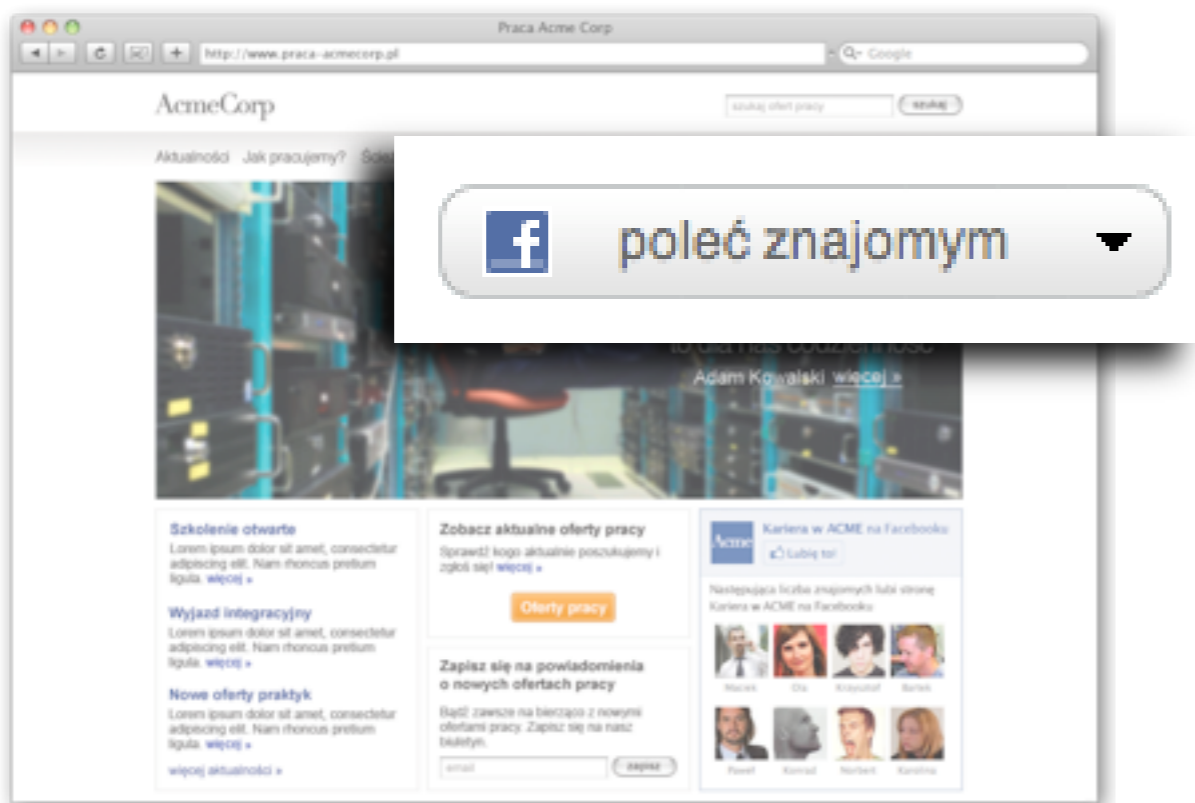 Praca Acme Corp
http://www.praca-acmecorp.pl
Google
AcmeCorp
szukaj ofert pracy
szukaj
Aktualności Jak pracujemy?
poleć znajomym
to dla nas codzienność
Adam Kowalski więcej »
Szkolenie otwarte
Lorem ipsum dolor sit amet, consectetur
adipiscing elit. Nam rhoncus pretium
ligula. więcej »
Wyjazd integracyjny
Lorem ipsum dolor sit amet, consectetur
adipiscing elit. Nam rhoncus pretium
ligula. więcej »
Nowe oferty praktyk
Lorem ipsum dolor sit amet, consectetur
adipiscing elit. Nam rhoncus pretium
ligula. więcej »
więcej aktualności »
Zobacz aktualne oferty pracy
Sprawdź kogo aktualnie poszukujemy i
zgłoś się! więcej »
Oferty pracy
Zapisz się na powiadomienia
o nowych ofertach pracy
Bądź zawsze na bierząco z nowymi
ofertami pracy. Zapisz się na nasz
biuletyn.
email
zapisz
Acme
Kariera w ACME na Facebooku
Lubię to!
Następująca liczba znajomych lubi stronę
Kariera w ACME na Facebooku
Maciek Ola Krzysztof Bartek
Paweł Konrad Norbert Karolina